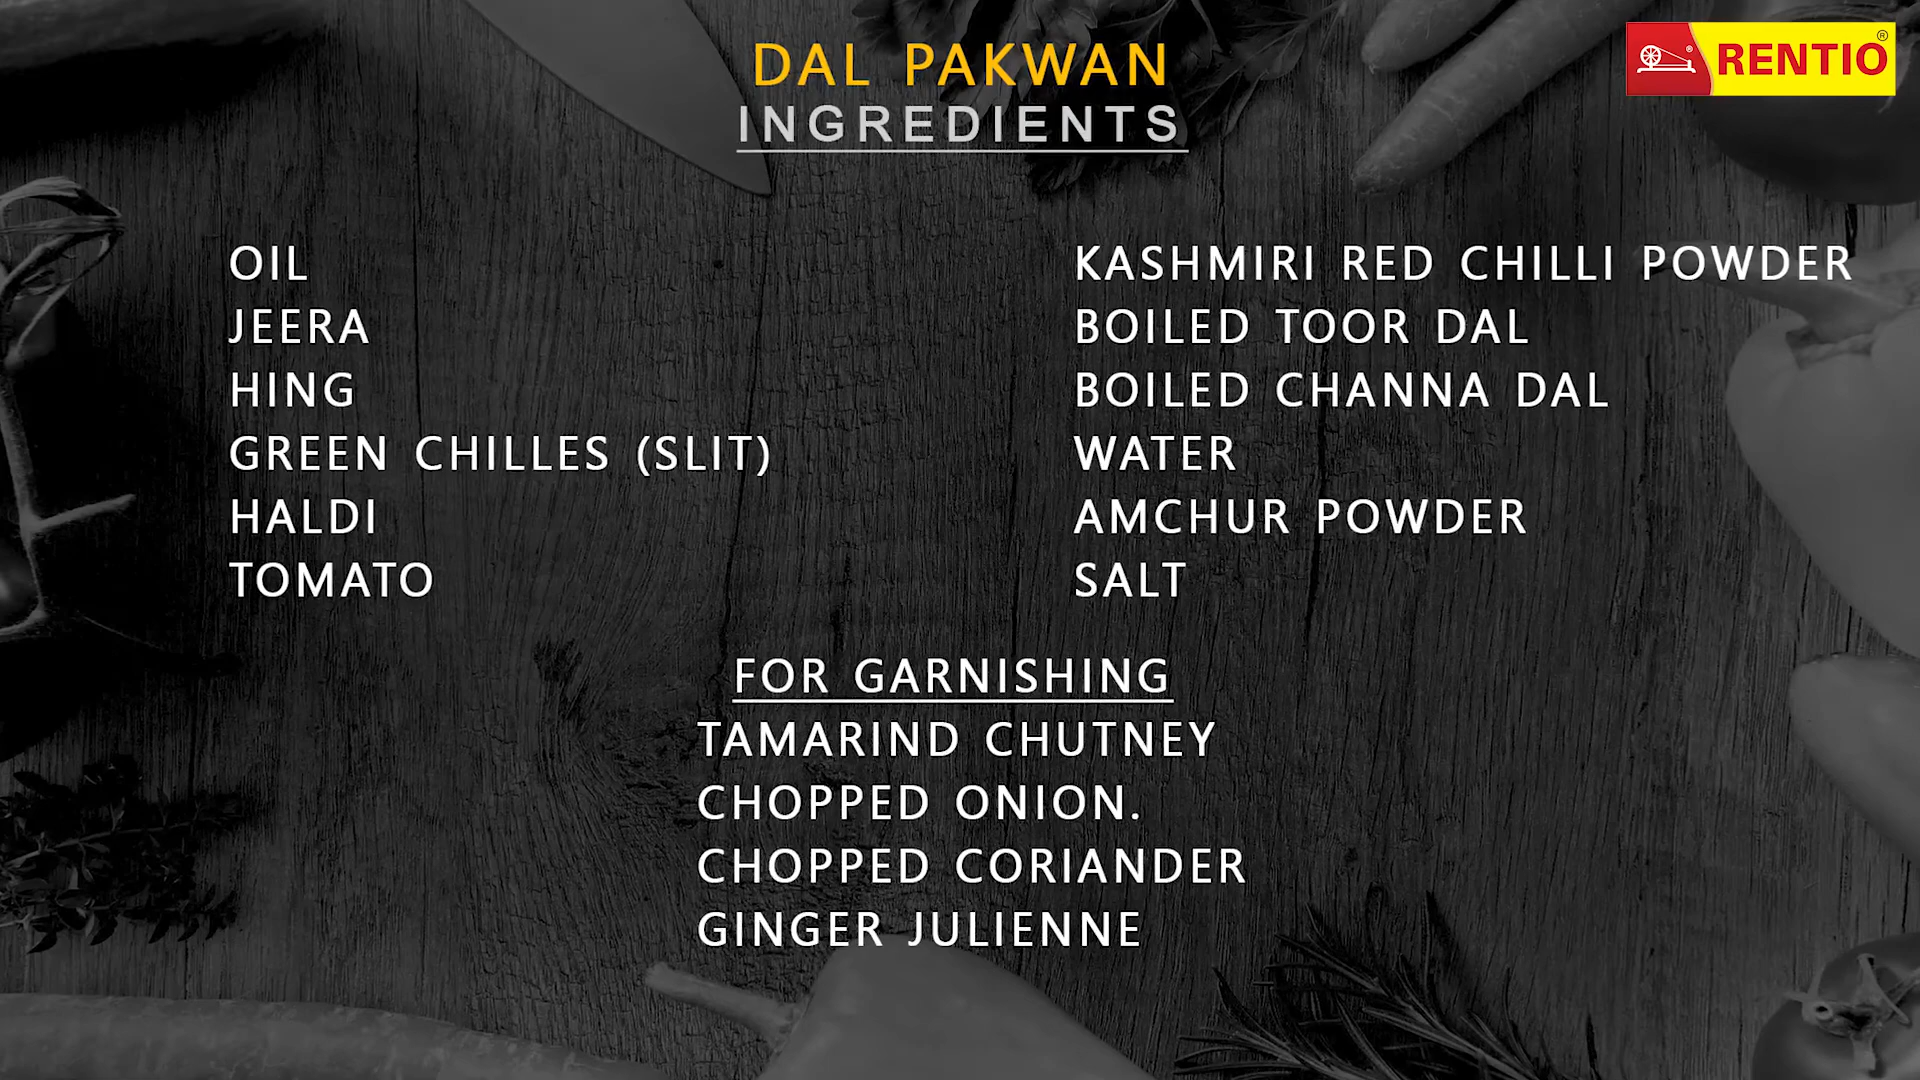 DAL PAKWAN
INGREDIENTS
RENTIO®
OIL
JEERA
HING
GREEN CHILLES (SLIT)
HALDI
TOMATO
KASHMIRI RED CHILLI POWDER
BOILED TOOR DAL
BOILED CHANNA DAL
WATER
AMCHUR POWDER
SALT
FOR GARNISHING
TAMARIND CHUTNEY
CHOPPED ONION.
CHOPPED CORIANDER
GINGER JULIENNE